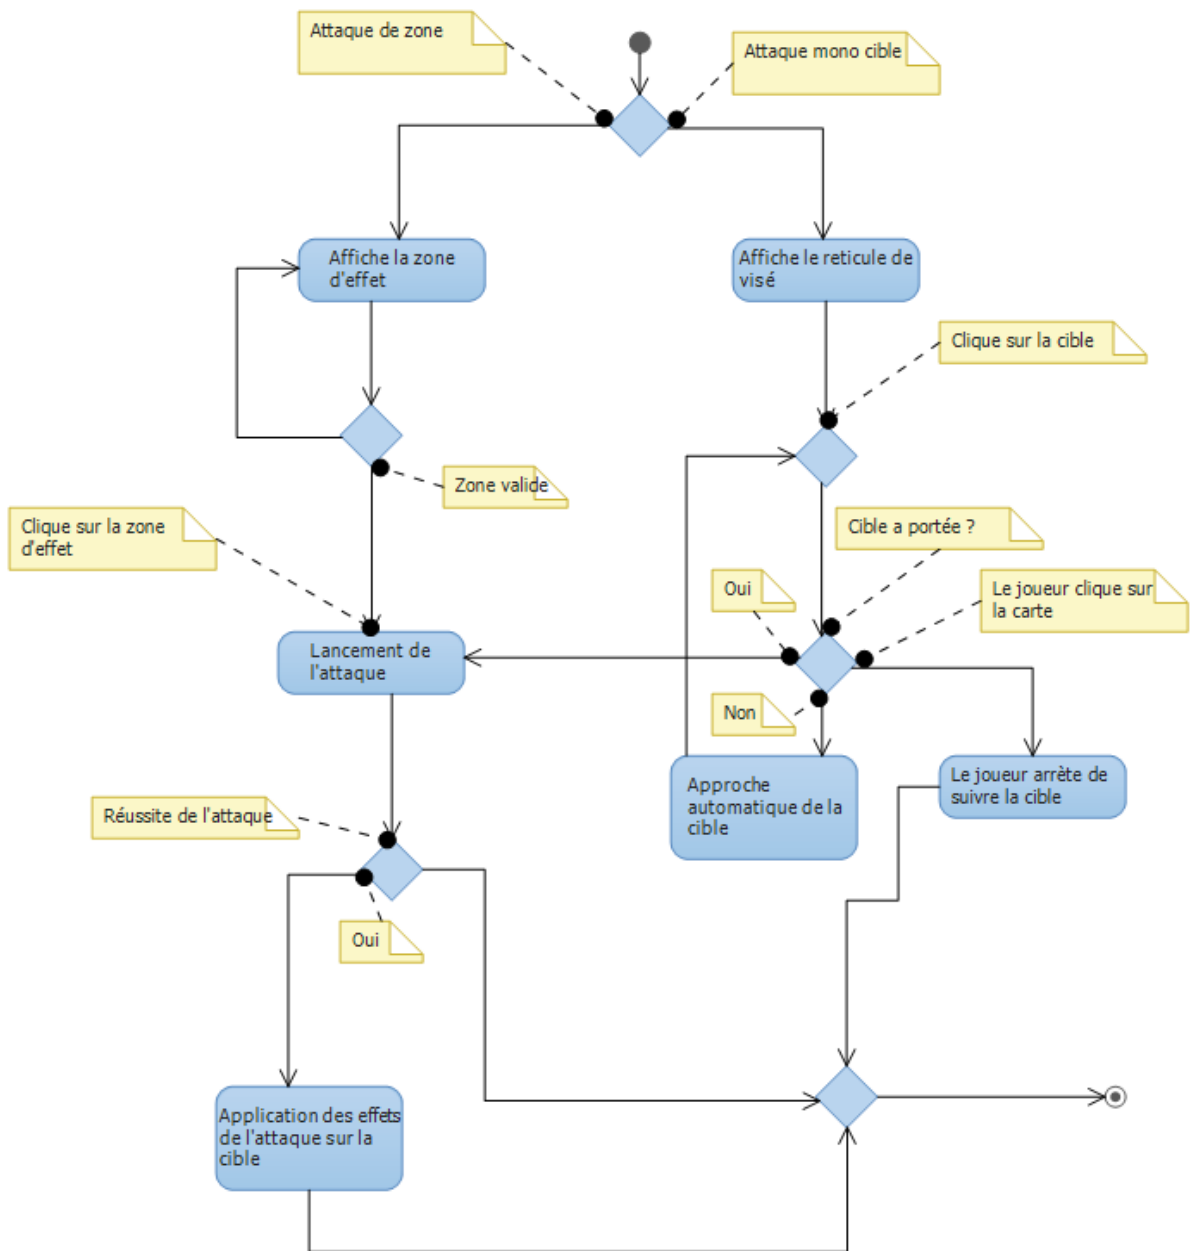 Attaque de zone
Attaque mono cible
Affiche la zone
d'effet
Affiche le reticule de
visé
Clique sur la cible
Zone valide
Clique sur la zone
d'effet
Cible a portée ?
Oui
Le joueur clique sur
la carte
Lancement de
l'attaque
Non
Approche
automatique de la
cible
Le joueur arrète de
suivre la cible
Réussite de l'attaque
Oui
Application des effets
de l'attaque sur la
cible